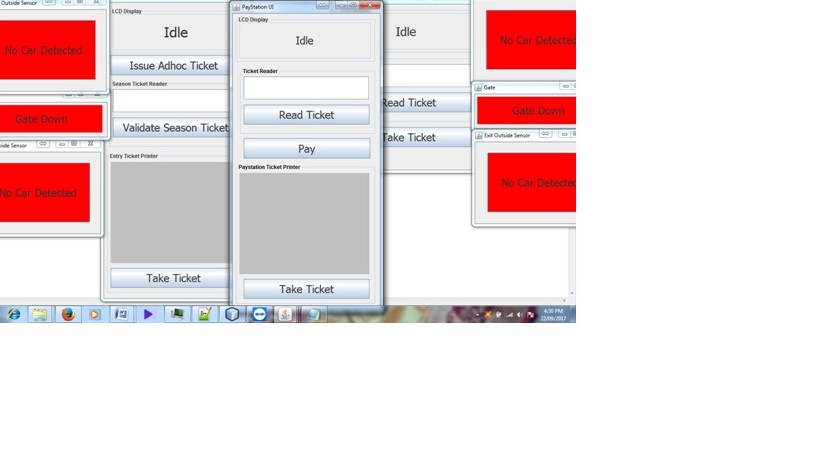 Outside Sensor
No Car Detected
Gate Down
Sensor
No Car Detected
LCD Display
Idle
Issue Adhoc Ticket
Season Ticket Reader
Validate Season Ticket
Entry Ticket Printer
Take Ticket
PayStation UI
LCD Display
Idle
Ticket Reader
Read Ticket
Pay
Paystation Ticket Printer
Take Ticket
Idle
Read Ticket
Take Ticket
No Car Detected
Gate
Gate Down
Exit Outside Sensor
No Car Detected
4:30 PM
22/09/2017